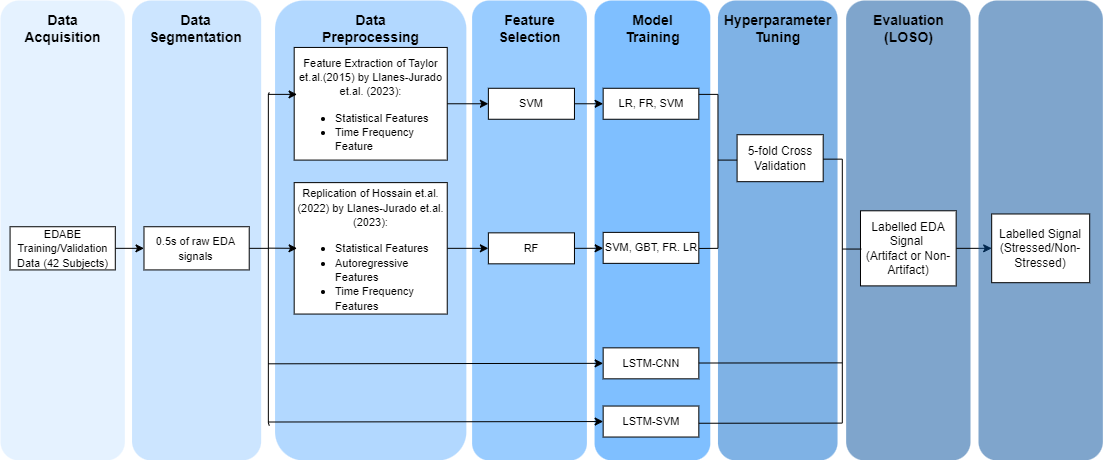 Data
Acquisition
Data
Segmentation
Data
Preprocessing
Feature
Selection
Model
Training
Hyperparameter
Tuning
Evaluation
(LOSO)
EDABE
Training/Validation
Data (42 Subjects)
0.5s of raw EDA
signals
Feature Extraction of Taylor
et.al.(2015) by Llanes-Jurado
et.al. (2023):
• Statistical Features
• Time Frequency
Feature
SVM
LR, FR, SVM
Replication of Hossain et.al.
(2022) by Llanes-Jurado et.al.
(2023):
• Statistical Features
• Autoregressive
Features
• Time Frequency
Features
RF
SVM, GBT, FR. LR
LSTM-CNN
LSTM-SVM
5-fold Cross
Validation
Labelled EDA
Signal
(Artifact or Non-
Artifact)
Labelled Signal
(Stressed/Non-
Stressed)